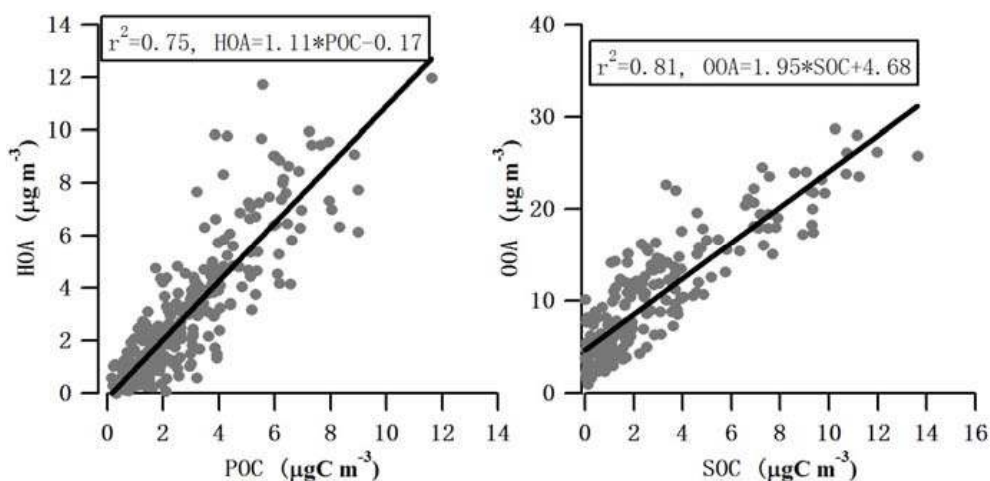 14
12
10
8
6
4
2
0
HOA (μg m⁻³)
r²=0.75, HOA=1.11*POC-0.17
0 2 4 6 8 10 12 14
POC (μgC m⁻³)
40
30
20
10
0
OOA (μg m⁻³)
r²=0.81, OOA=1.95*SOC+4.68
0 2 4 6 8 10 12 14 16
SOC (μgC m⁻³)